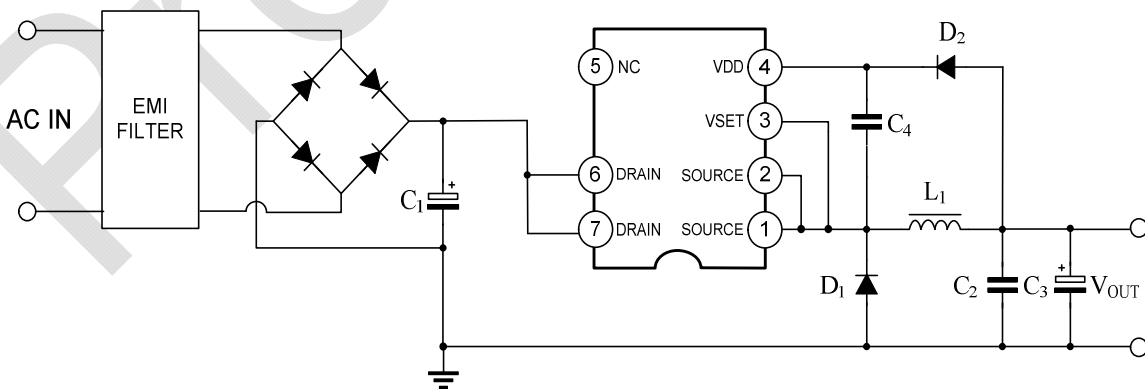 D2
5 NC
VDD 4
EMI
FILTER
AC IN
VSET 3
C4
6 DRAIN
SOURCE 2
C1
+
L1
7 DRAIN
SOURCE 1
D1
C2
C3
+
VOUT